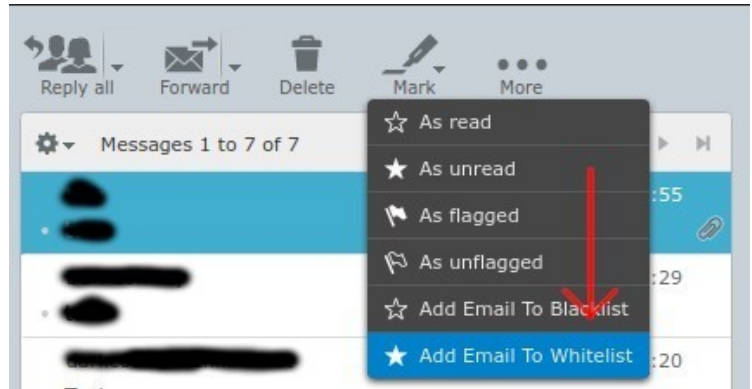 Reply all Forward Delete Mark More
Messages 1 to 7 of 7
As read
As unread
:55
As flagged
As unflagged
:29
Add Email To Blacklist
Add Email To Whitelist
:20